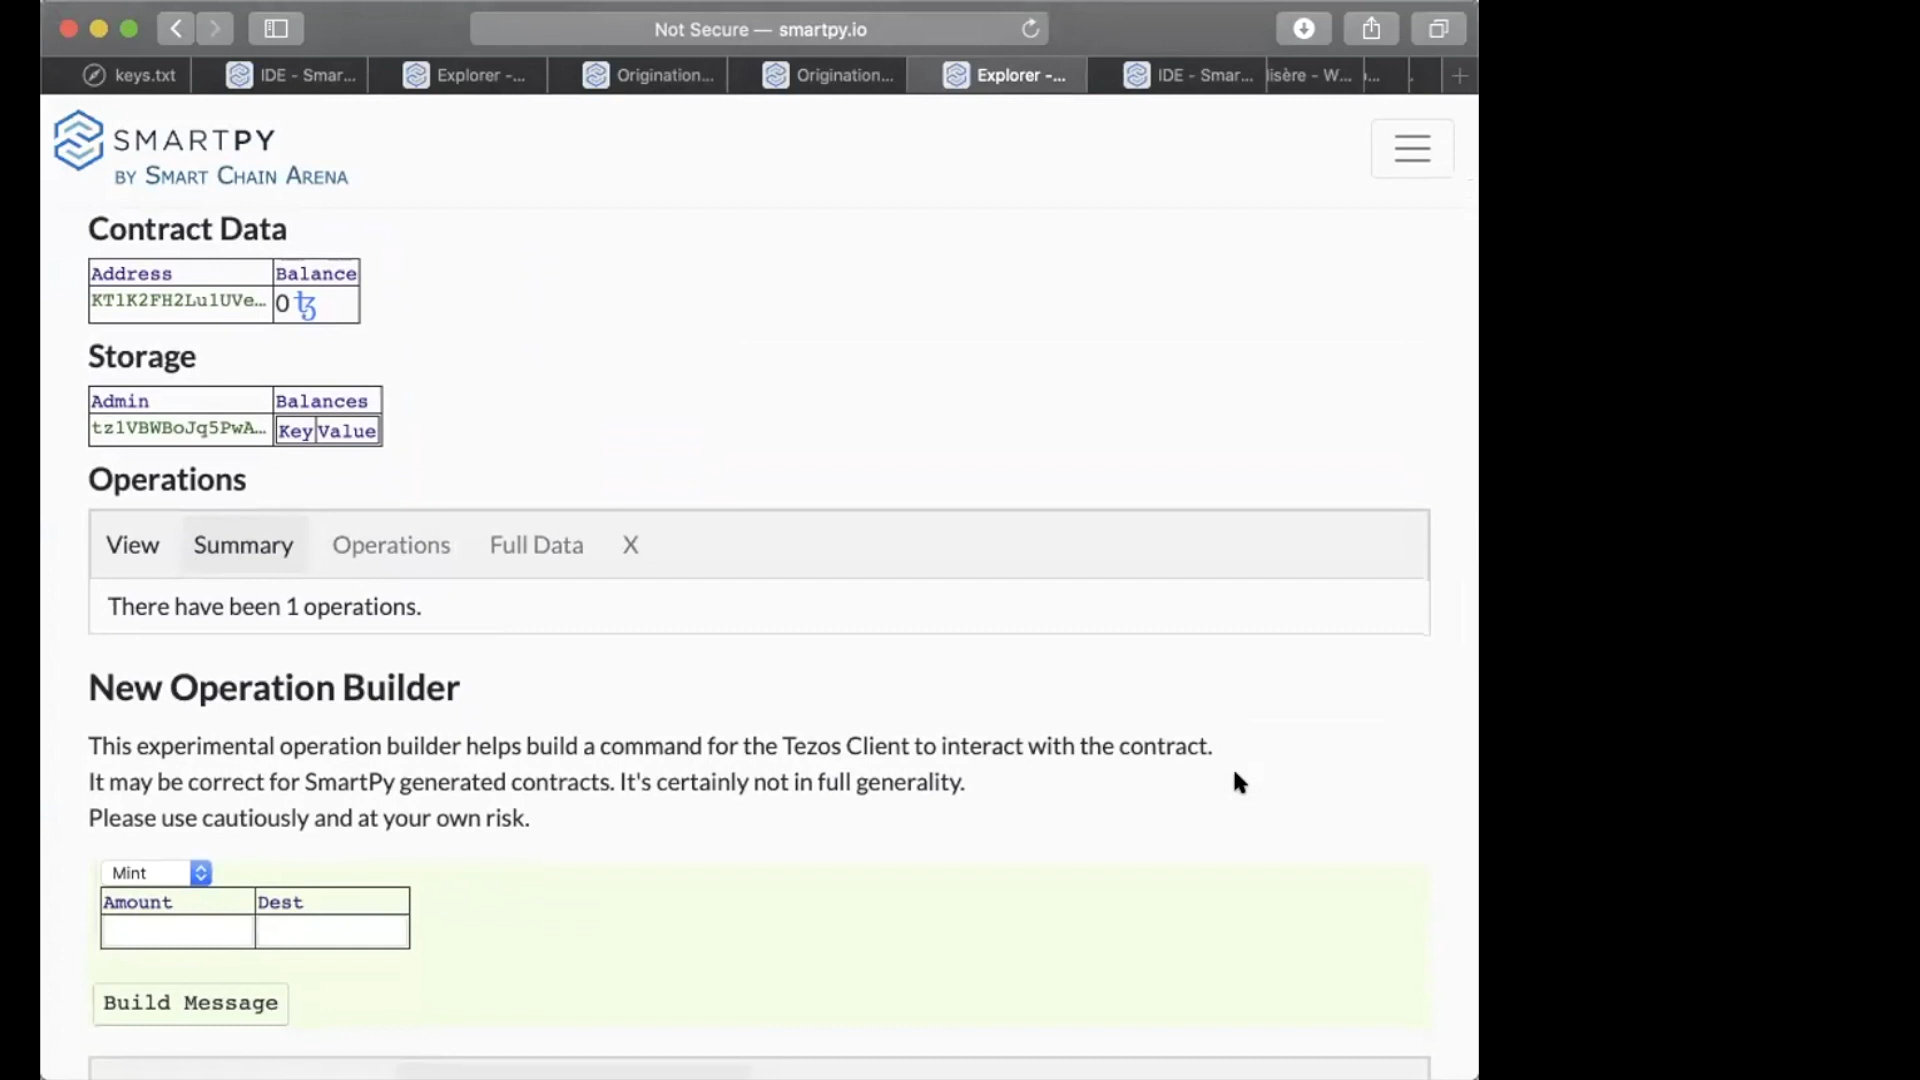 Not Secure — smartpy.io
keys.txt
IDE - Smar...
Explorer -...
Origination...
Origination...
Explorer -...
IDE - Smar...
lisère - W...
SMARTPY
BY SMART CHAIN ARENA
Contract Data
Address Balance
KT1K2FH2Lu1UVe… 0 ꜩ
Storage
Admin Balances
tz1VBWBoJq5PwA… Key Value
Operations
View Summary Operations Full Data X
There have been 1 operations.
New Operation Builder
This experimental operation builder helps build a command for the Tezos Client to interact with the contract.
It may be correct for SmartPy generated contracts. It's certainly not in full generality.
Please use cautiously and at your own risk.
Mint
Amount Dest
Build Message